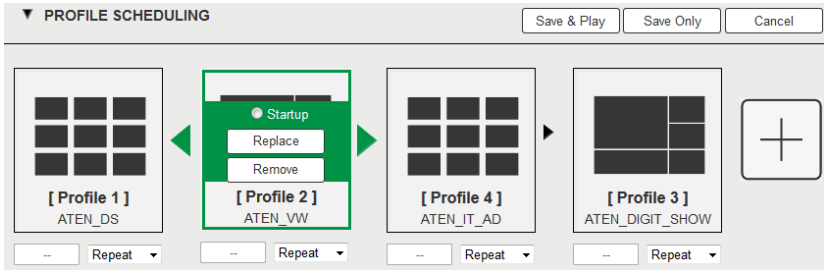 PROFILE SCHEDULING
Save & Play
Save Only
Cancel
[ Profile 1 ]
ATEN_DS
-- Repeat
Startup
Replace
Remove
[ Profile 2 ]
ATEN_VW
-- Repeat
[ Profile 4 ]
ATEN_IT_AD
-- Repeat
[ Profile 3 ]
ATEN_DIGIT_SHOW
-- Repeat